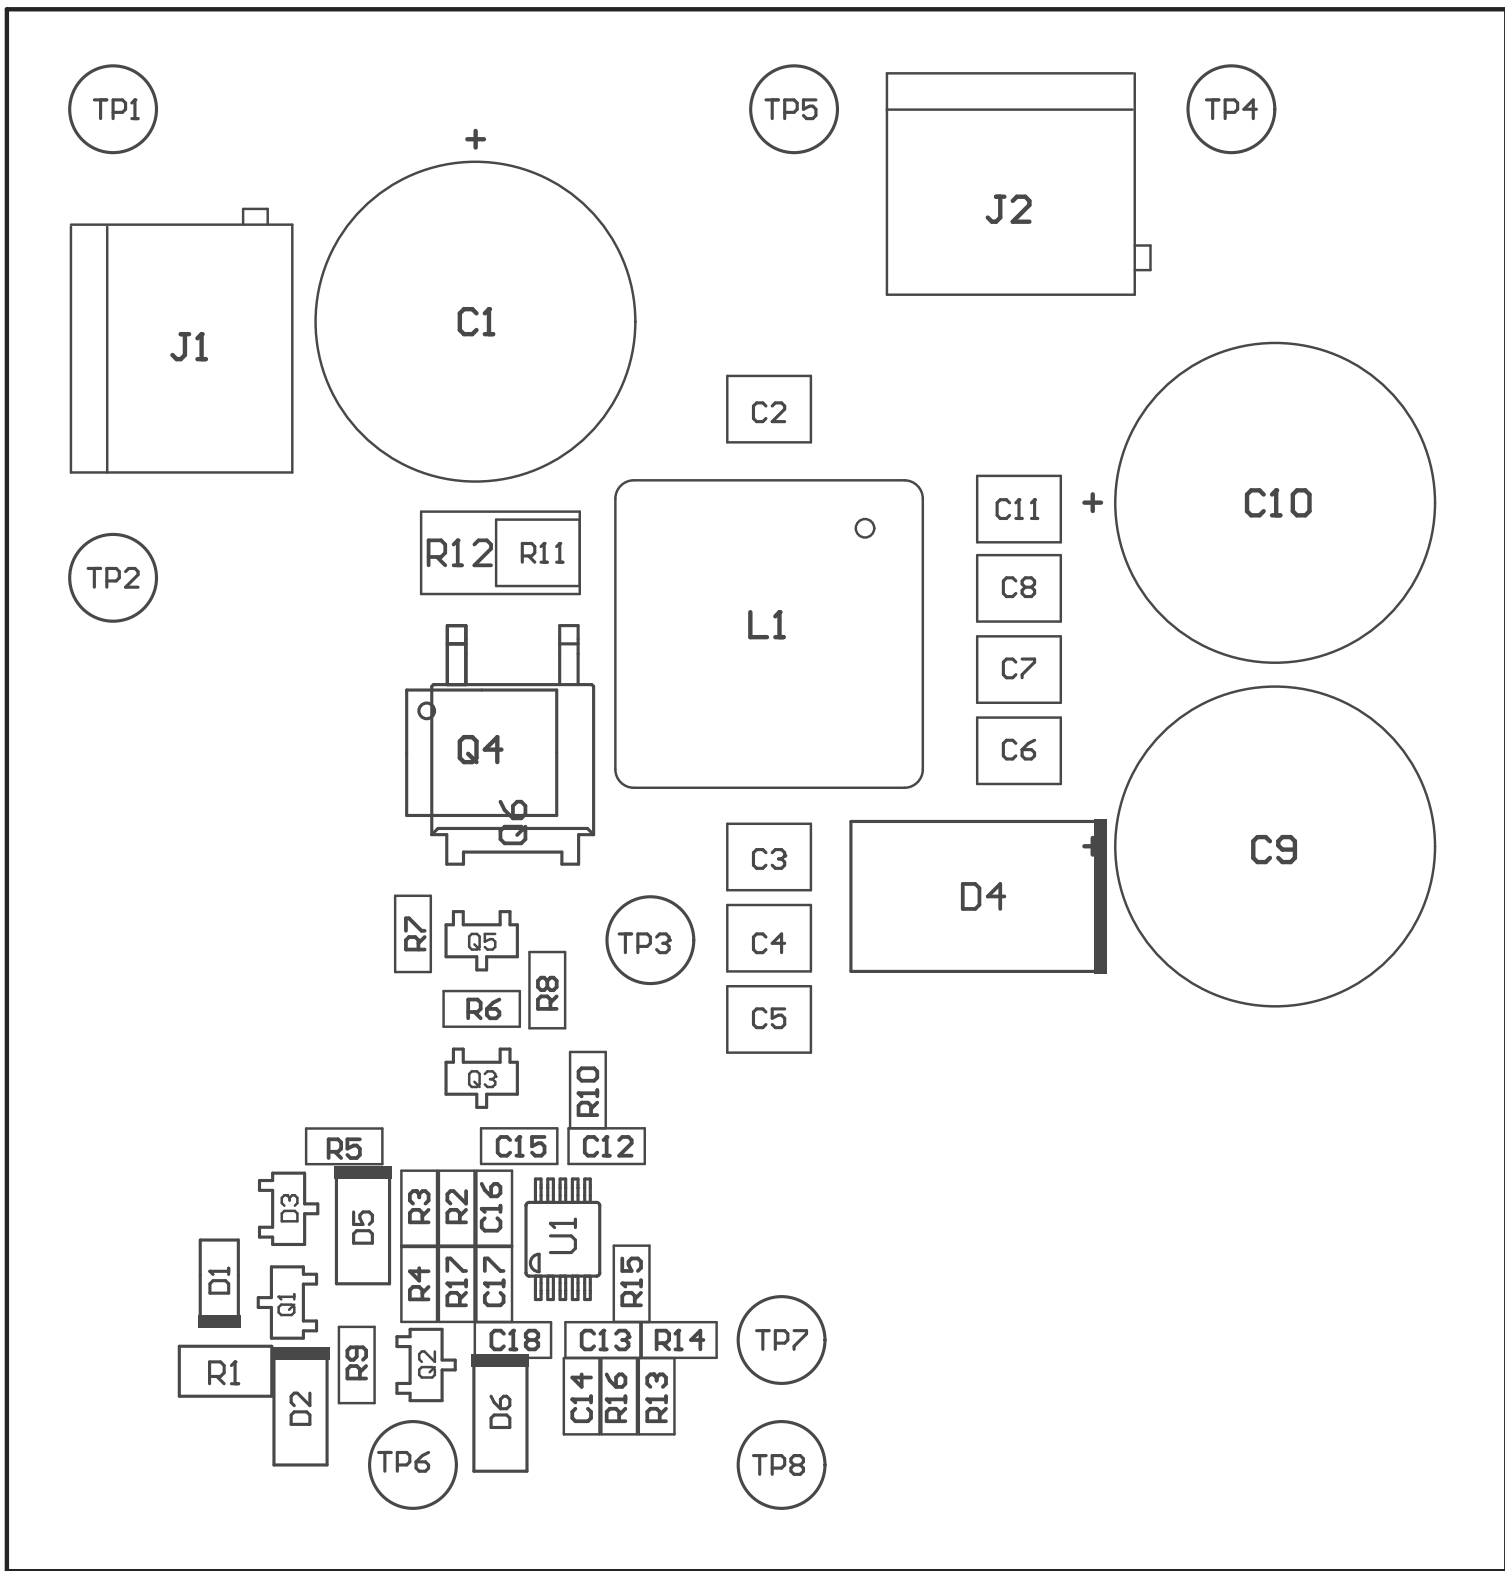 TP1
TP5
TP4
+
J2
J1
C1
C2
C11
+
C10
R12
R11
TP2
C8
L1
C7
Q4
C6
Q6
C3
+
C9
D4
R7
Q5
TP3
C4
R8
R6
C5
Q3
R10
R5
C15
C12
D3
D5
R3
R2
C16
U1
D1
Q1
R4
R17
C17
R15
C18
C13
R14
TP7
R1
R9
Q2
D2
D6
C14
R16
R13
TP6
TP8